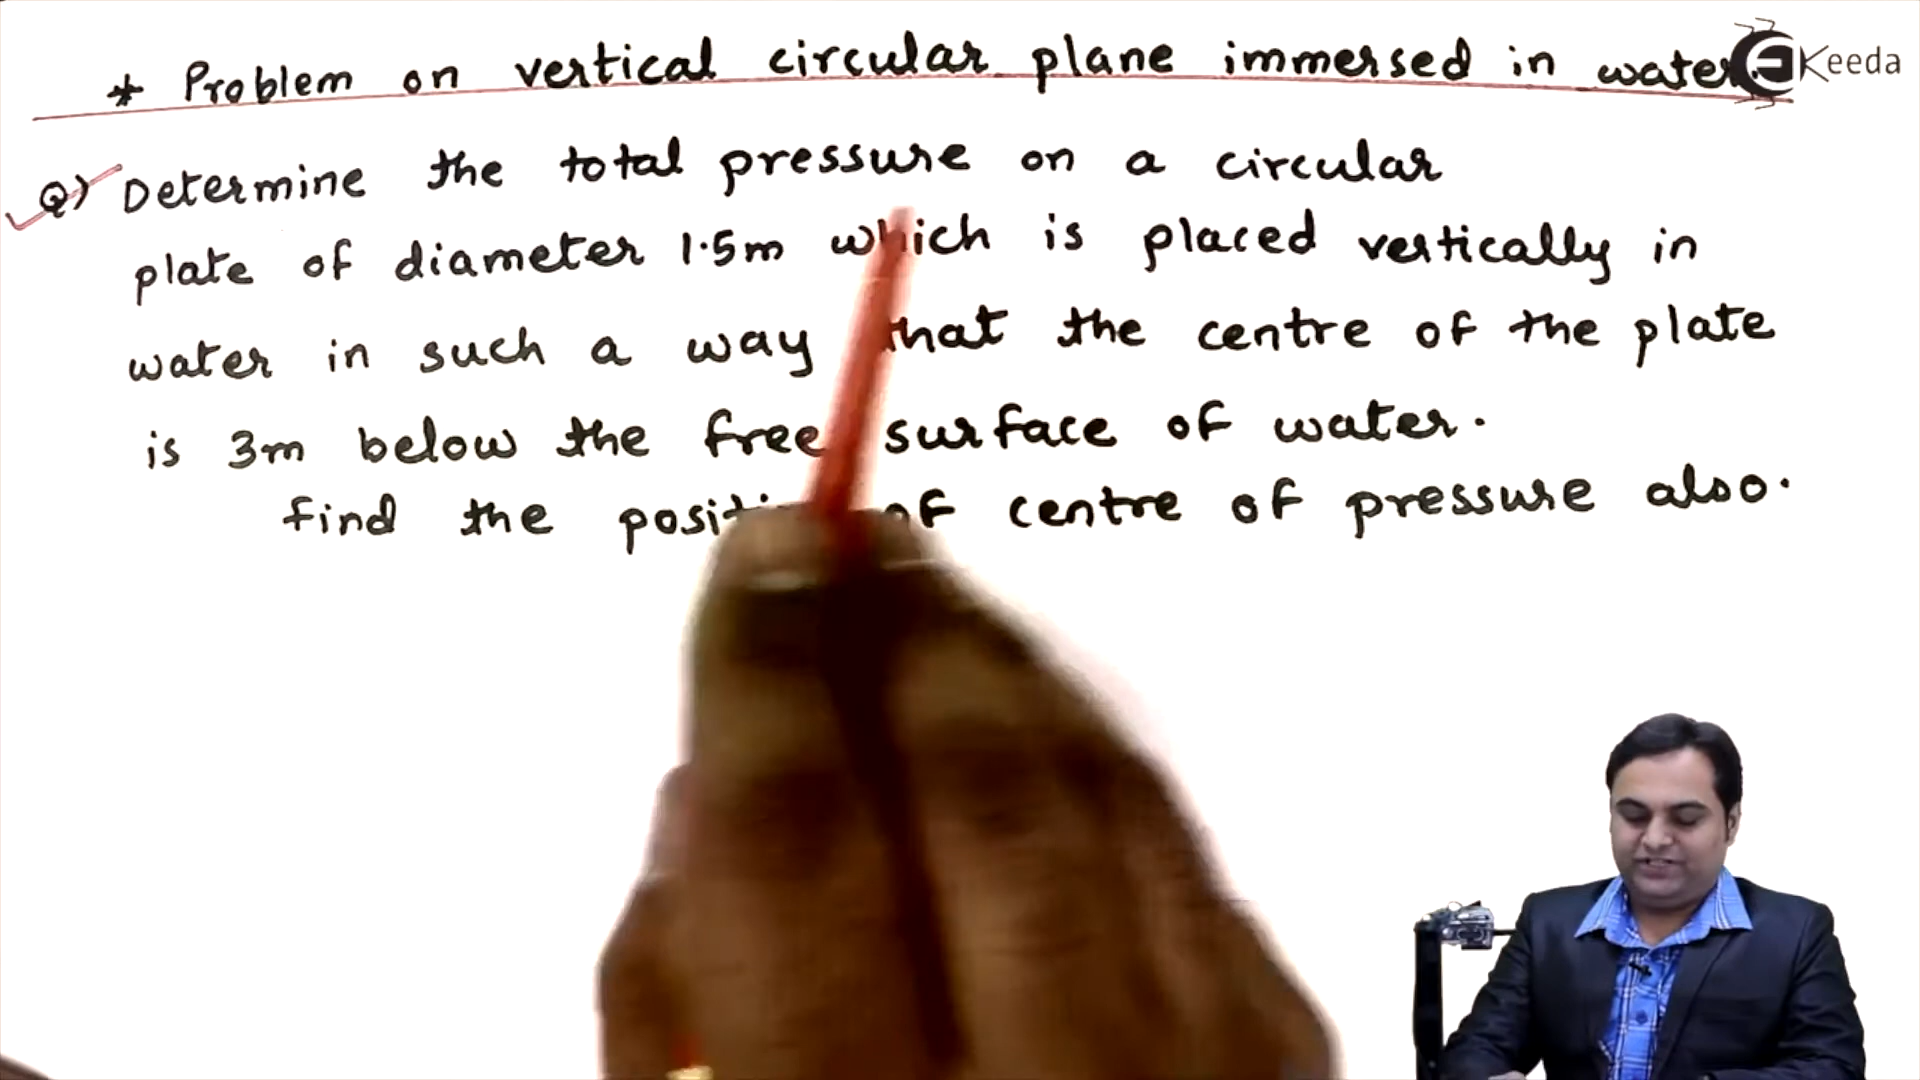 * Problem on vertical circular plane immersed in water.
Keeda
Q) Determine the total pressure on a circular
plate of diameter 1.5m which is placed vertically in
water in such a way that the centre of the plate
is 3m below the free surface of water.
find the position of centre of pressure also.